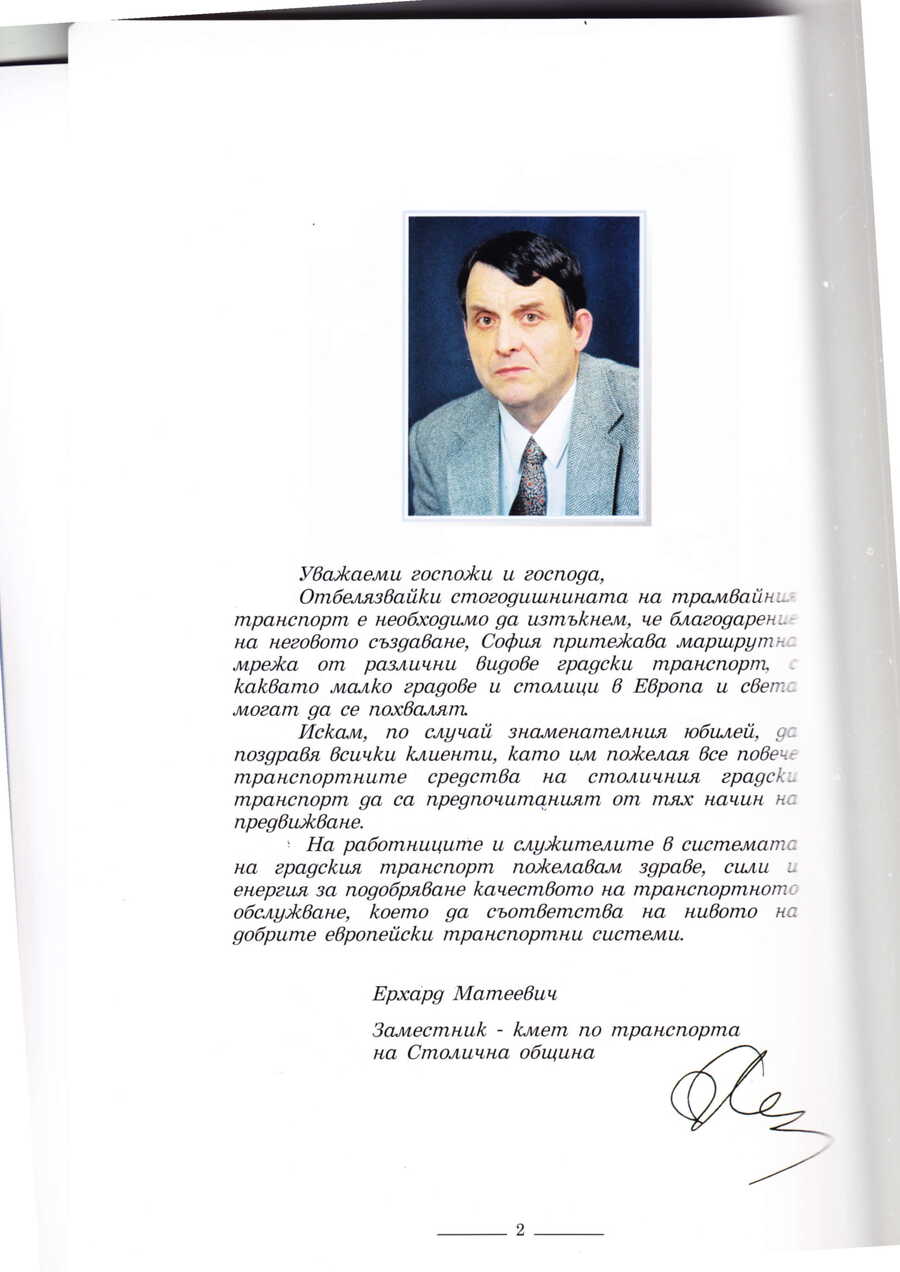 Уважаеми госпожи и господа,
Отбелязвайки стогодишнината на трамвайния
транспорт е необходимо да изтъкнем, че благодарение
на неговото създаване, София притежава маршрутна
мрежа от различни видове градски транспорт, с
каквато малко градове и столици в Европа и света
могат да се похвалят.
Искам, по случай знаменателния юбилей, да
поздравя всички клиенти, като им пожелая все повече
транспортните средства на столичния градски
транспорт да са предпочитаният от тях начин на
предвижване.
На работниците и служителите в системата
на градския транспорт пожелавам здраве, сили и
енергия за подобряване качеството на транспортното
обслужване, което да съответства на нивото на
добрите европейски транспортни системи.
Ерхард Матеевич
Заместник - кмет по транспорта
на Столична община
2